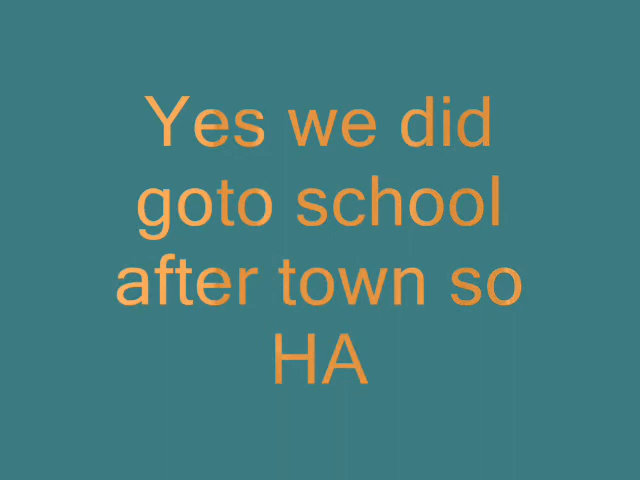 Yes we did
goto school
after town so
HA